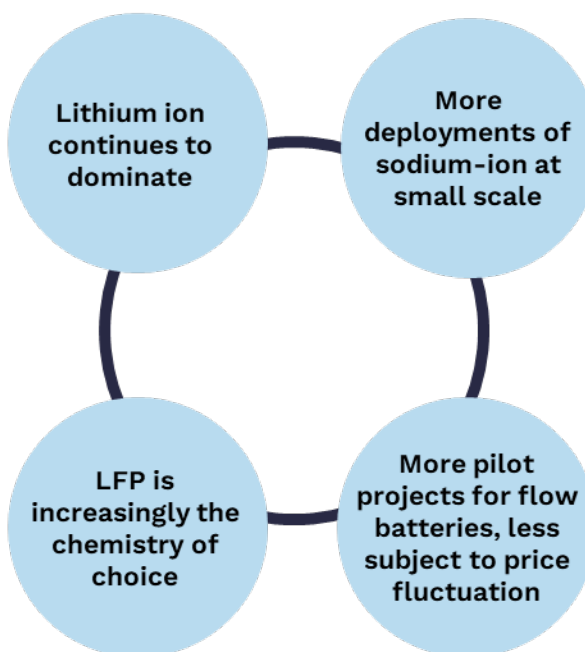 Lithium ion
continues to
dominate
More
deployments of
sodium-ion at
small scale
LFP is
increasingly the
chemistry of
choice
More pilot
projects for flow
batteries, less
subject to price
fluctuation